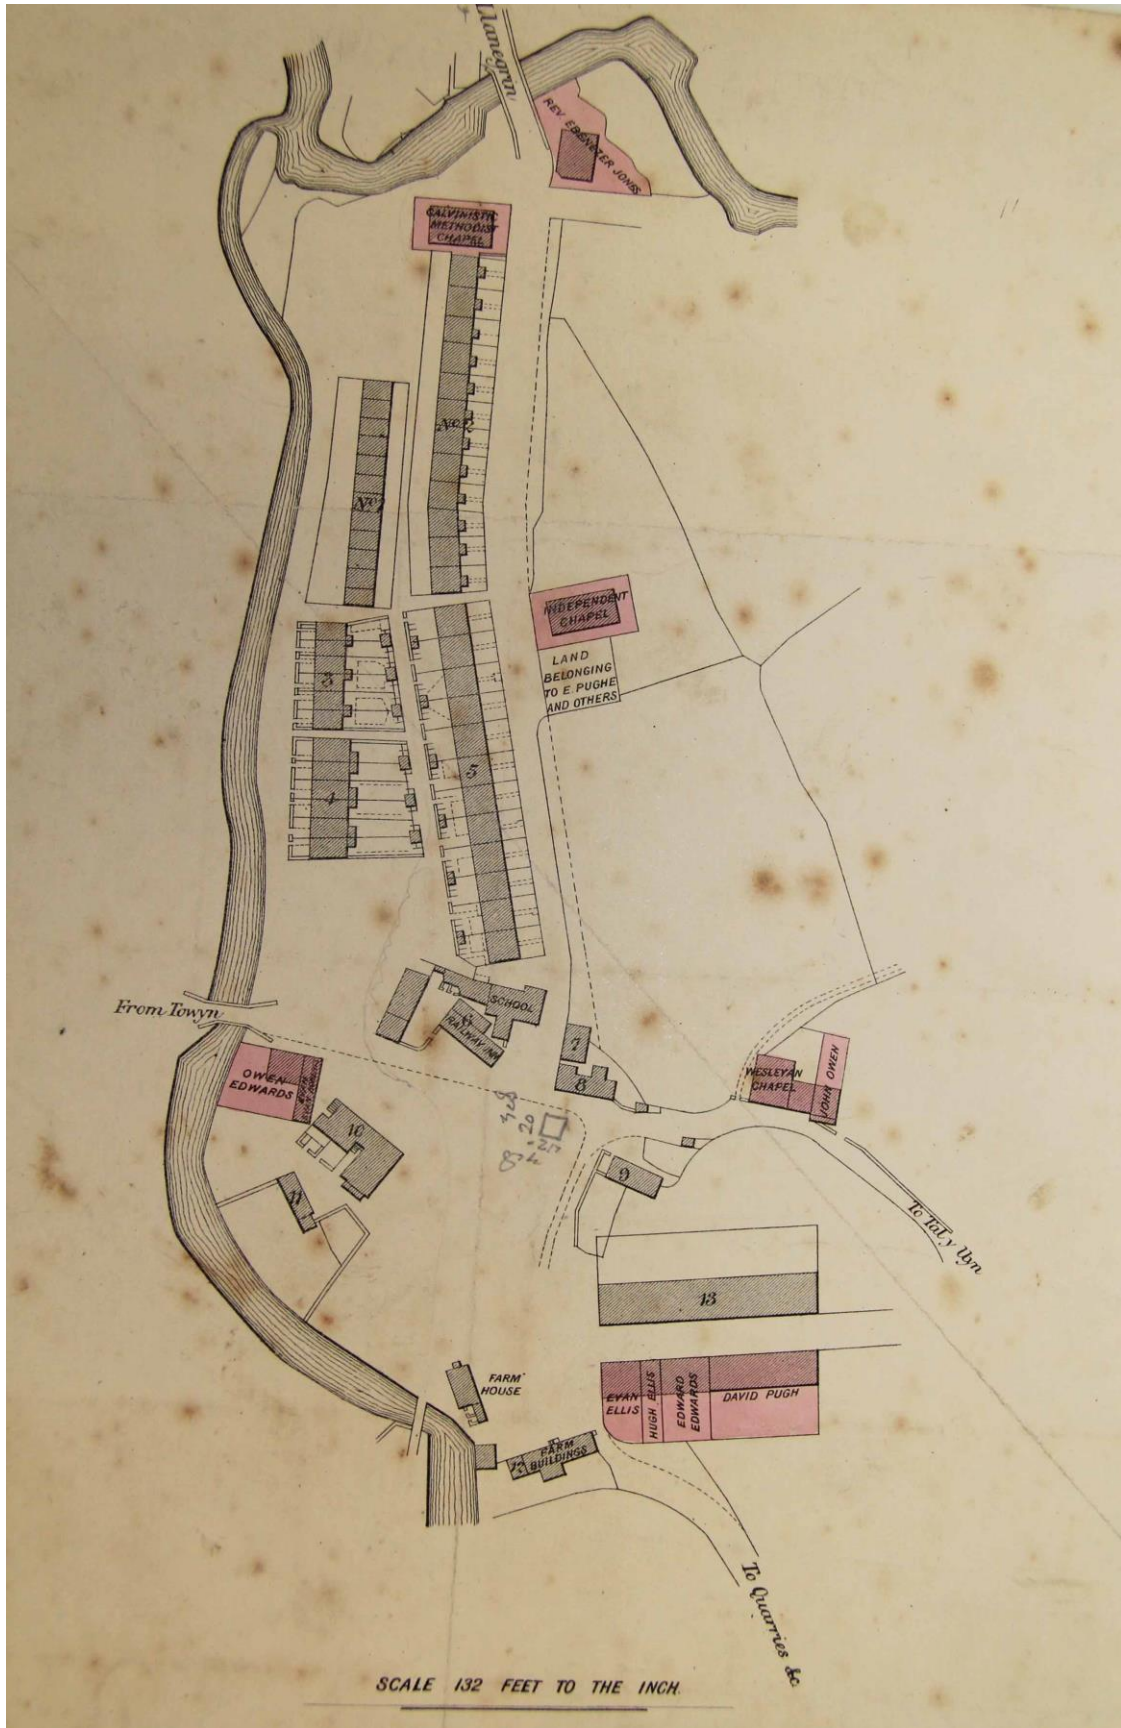 Llanegrin
REV. EBENEZER JONES
CALVINISTIC
METHODIST
CHAPEL
No 2
No 1
INDEPENDENT
CHAPEL
LAND
BELONGING
TO E. PUGHE
AND OTHERS
3
5
4
SCHOOL
6
RAILWAY INN
From Towyn
7
8
WESLEYAN
CHAPEL
JOHN OWEN
OWEN
EDWARDS
10
11
9
To Tal y llyn
13
FARM
HOUSE
EVAN
ELLIS
HUGH ELLIS
EDWARD
EDWARDS
DAVID PUGH
12
FARM
BUILDINGS
To Quarries &c
SCALE 132 FEET TO THE INCH.